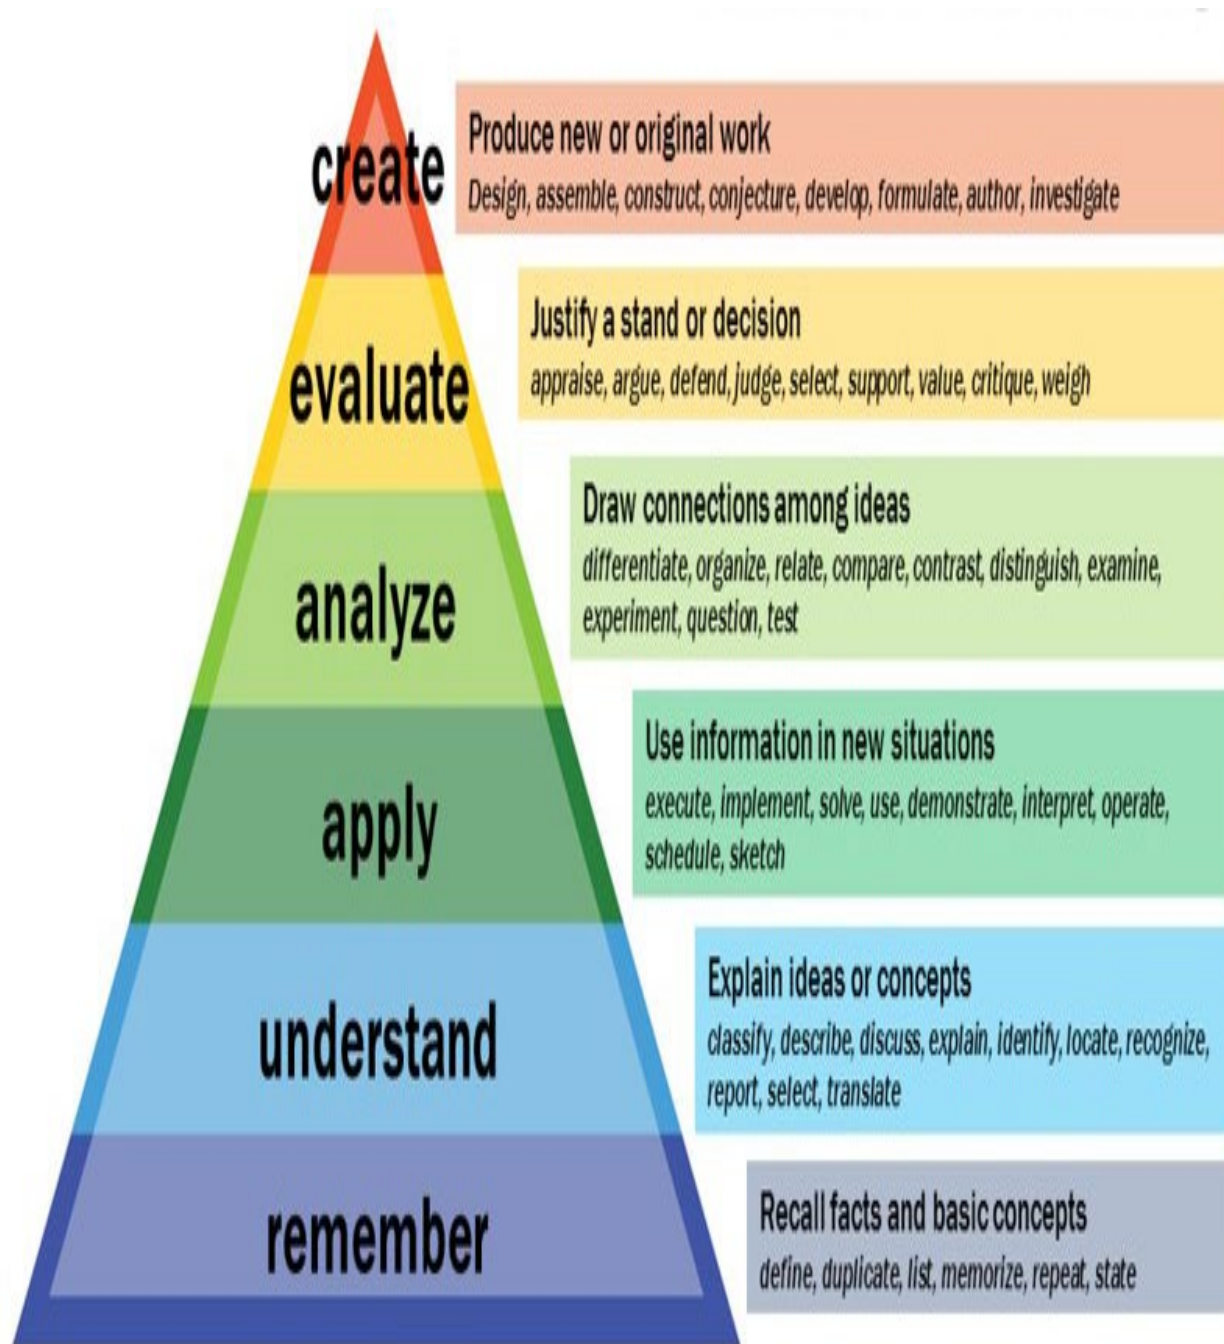 create
Produce new or original work
Design, assemble, construct, conjecture, develop, formulate, author, investigate
evaluate
Justify a stand or decision
appraise, argue, defend, judge, select, support, value, critique, weigh
analyze
Draw connections among ideas
differentiate, organize, relate, compare, contrast, distinguish, examine,
experiment, question, test
apply
Use information in new situations
execute, implement, solve, use, demonstrate, interpret, operate,
schedule, sketch
understand
Explain ideas or concepts
classify, describe, discuss, explain, identify, locate, recognize,
report, select, translate
remember
Recall facts and basic concepts
define, duplicate, list, memorize, repeat, state